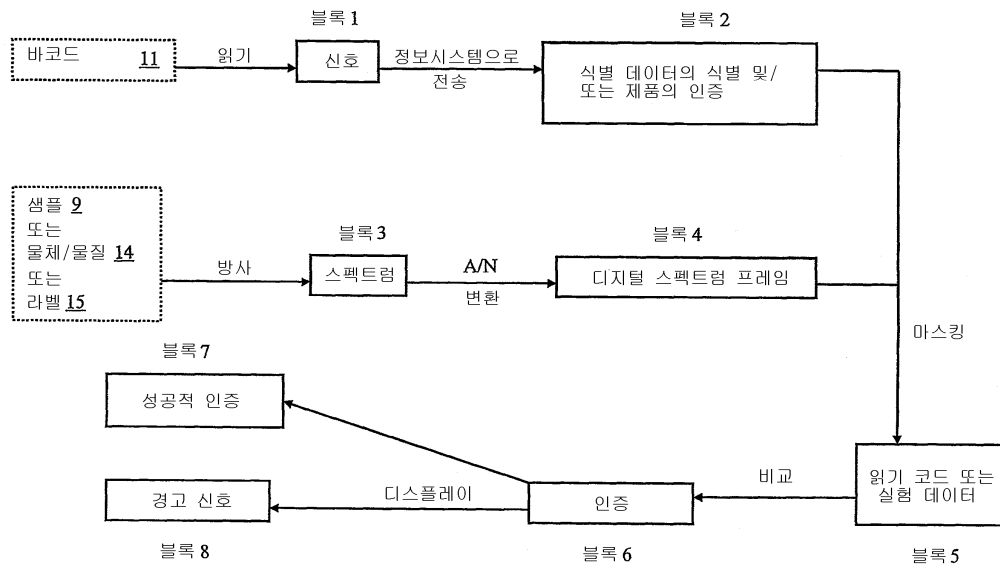 블록 1
블록 2
바코드 11
읽기
신호
정보시스템으로
전송
식별 데이터의 식별 및/
또는 제품의 인증
샘플 9
또는
물체/물질 14
또는
라벨 15
방사
블록 3
스펙트럼
A/N
변환
블록 4
디지털 스펙트럼 프레임
마스킹
블록 7
성공적 인증
경고 신호
블록 8
디스플레이
인증
블록 6
비교
읽기 코드 또는
실험 데이터
블록 5